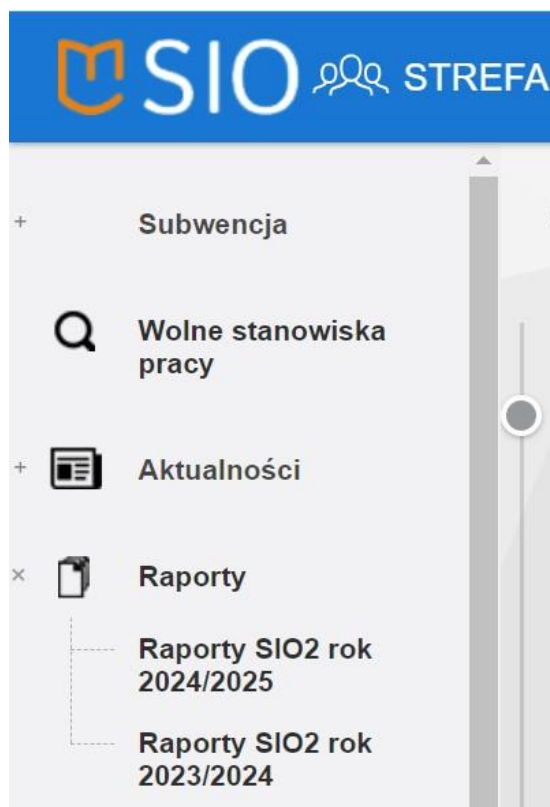 SIO STREFA
Subwencja
Wolne stanowiska
pracy
Aktualności
Raporty
Raporty SIO2 rok
2024/2025
Raporty SIO2 rok
2023/2024